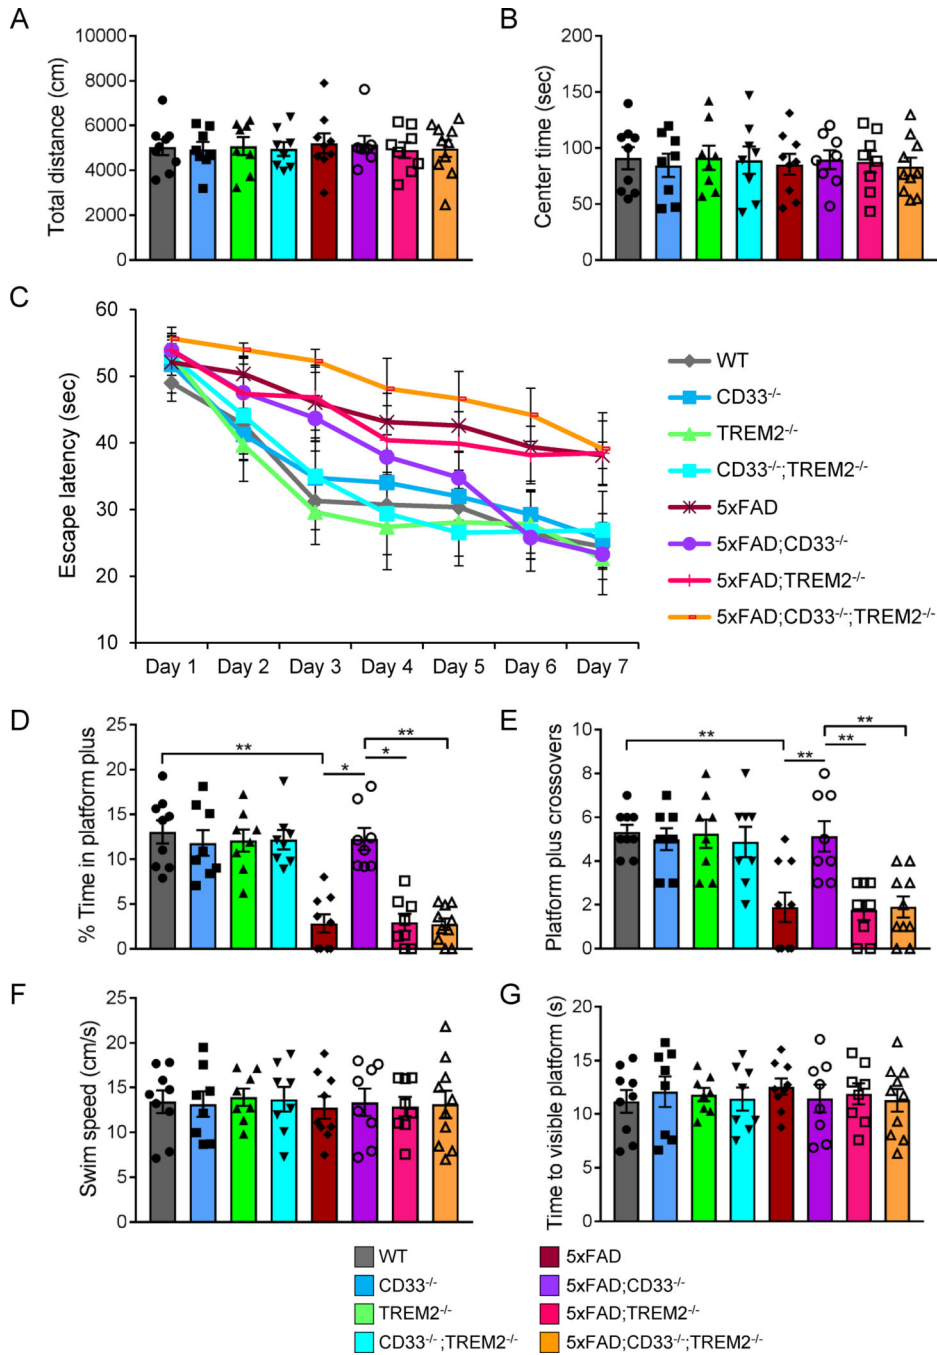 A
B
10000
8000
6000
4000
2000
0
Total distance (cm)
200
150
100
50
0
Center time (sec)
C
60
50
40
30
20
10
Escape latency (sec)
Day 1 Day 2 Day 3 Day 4 Day 5 Day 6 Day 7
WT
CD33-/-
TREM2-/-
CD33-/-;TREM2-/-
5xFAD
5xFAD;CD33-/-
5xFAD;TREM2-/-
5xFAD;CD33-/-;TREM2-/-
D
E
25
20
15
10
5
0
% Time in platform plus
** * * **
10
8
6
4
2
0
Platform plus crossovers
** ** ** **
F
G
25
20
15
10
5
0
Swim speed (cm/s)
20
15
10
5
0
Time to visible platform (s)
WT
CD33-/-
TREM2-/-
CD33-/-;TREM2-/-
5xFAD
5xFAD;CD33-/-
5xFAD;TREM2-/-
5xFAD;CD33-/-;TREM2-/-